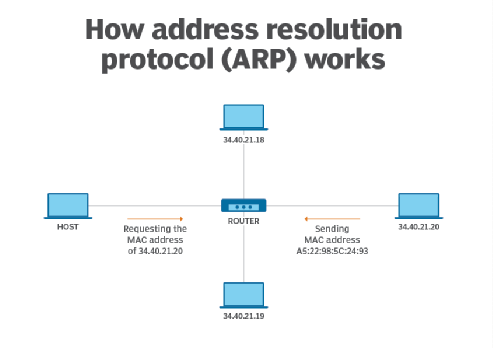 How address resolution
protocol (ARP) works
34.40.21.18
HOST
ROUTER
34.40.21.20
Requesting the
MAC address
of 34.40.21.20
Sending
MAC address
A5:22:98:5C:24:93
34.40.21.19